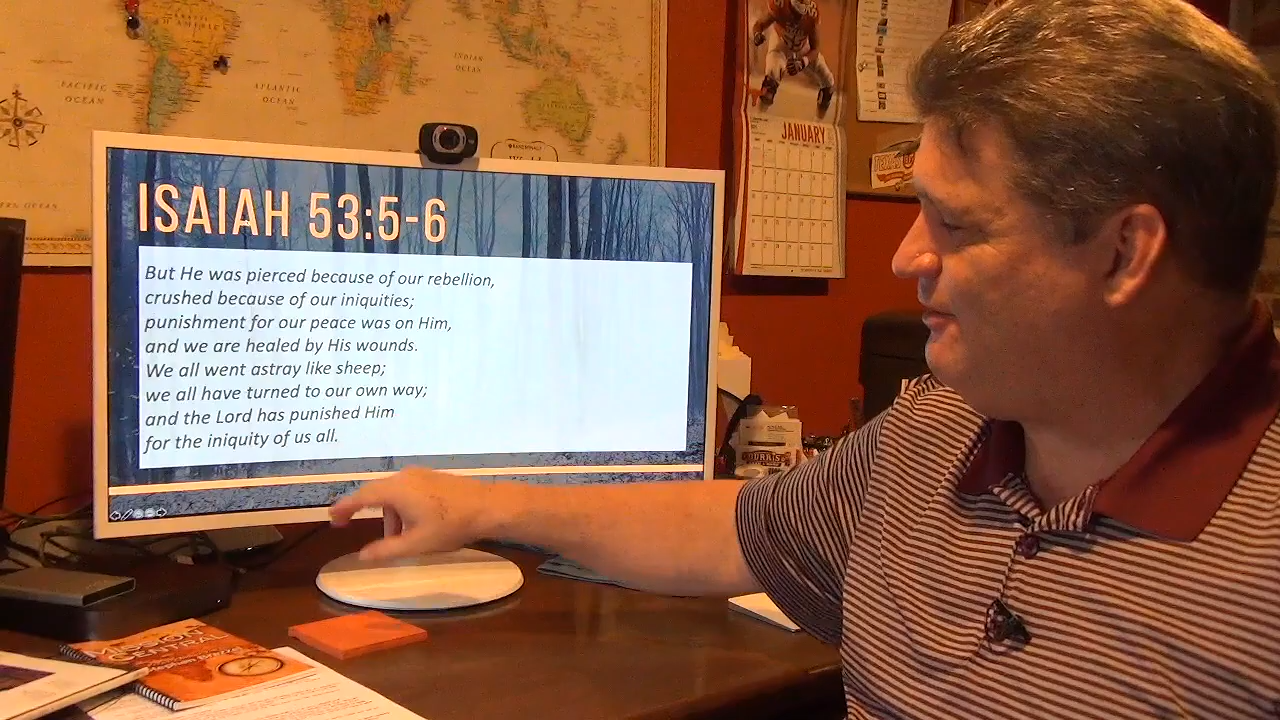 PACIFIC
OCEAN
ATLANTIC
OCEAN
INDIAN
OCEAN
JANUARY
ISAIAH 53:5-6
But He was pierced because of our rebellion,
crushed because of our iniquities;
punishment for our peace was on Him,
and we are healed by His wounds.
We all went astray like sheep;
we all have turned to our own way;
and the Lord has punished Him
for the iniquity of us all.
MISSION
CENTRAL